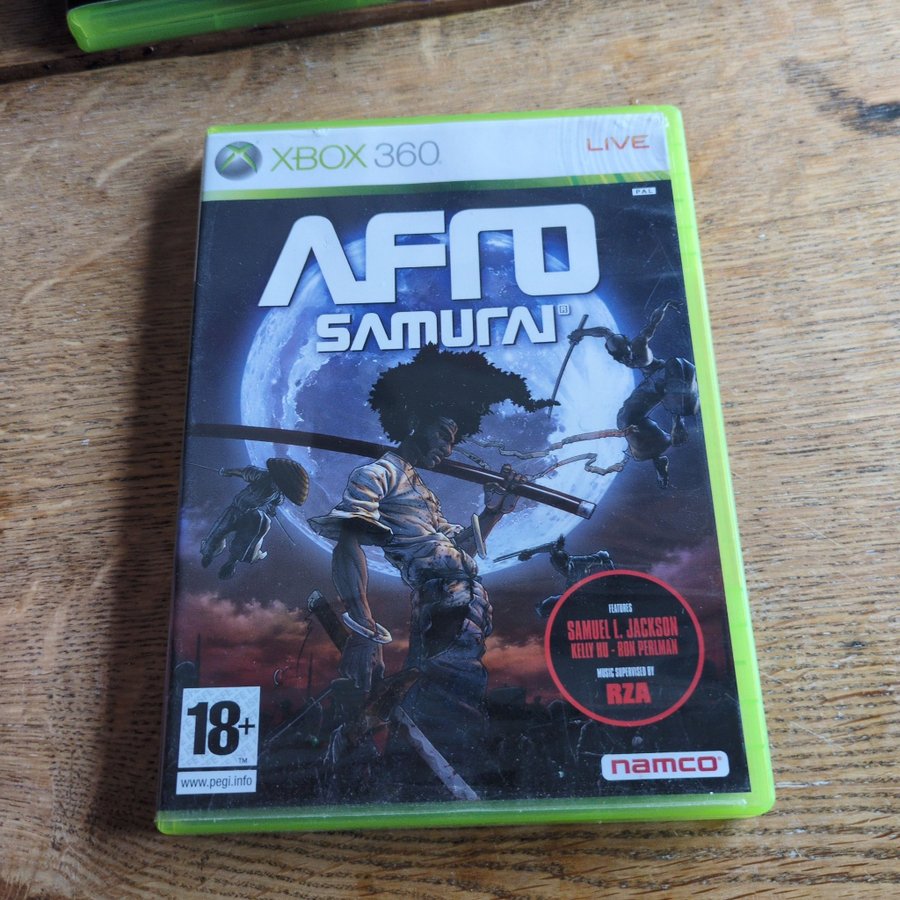 XBOX 360
LIVE
PAL
AFRO
SAMURAI®
FEATURES
SAMUEL L. JACKSON
KELLY HU - RON PERLMAN
MUSIC SUPERVISED BY
RZA
18+
TM
www.pegi.info
namco®